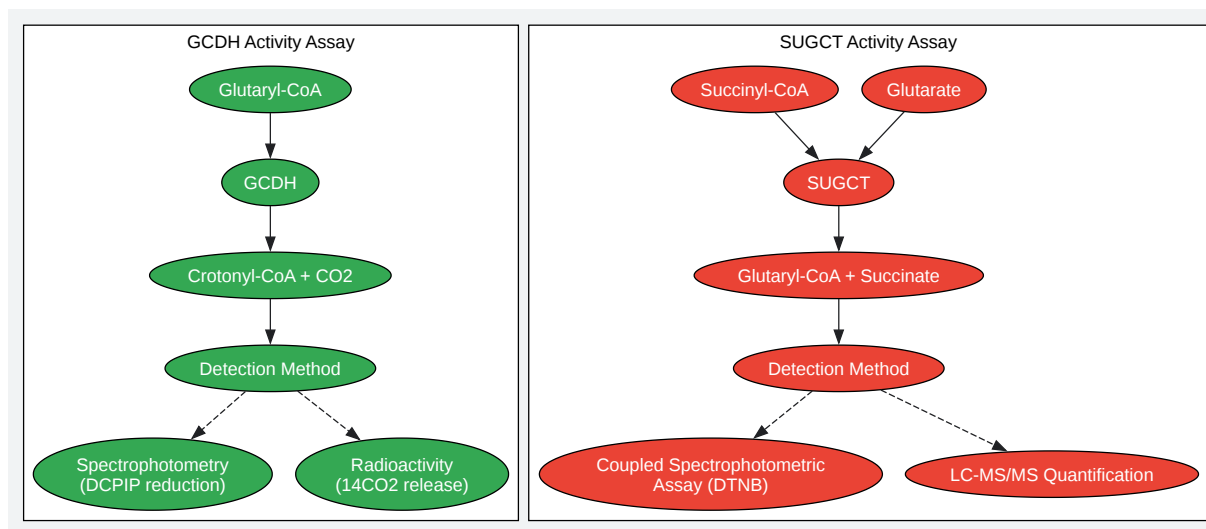 GCDH Activity Assay
Glutaryl-CoA
GCDH
Crotonyl-CoA + CO2
Detection Method
Spectrophotometry
(DCPIP reduction)
Radioactivity
(14CO2 release)
SUGCT Activity Assay
Succinyl-CoA
Glutarate
SUGCT
Glutaryl-CoA + Succinate
Detection Method
Coupled Spectrophotometric
Assay (DTNB)
LC-MS/MS Quantification